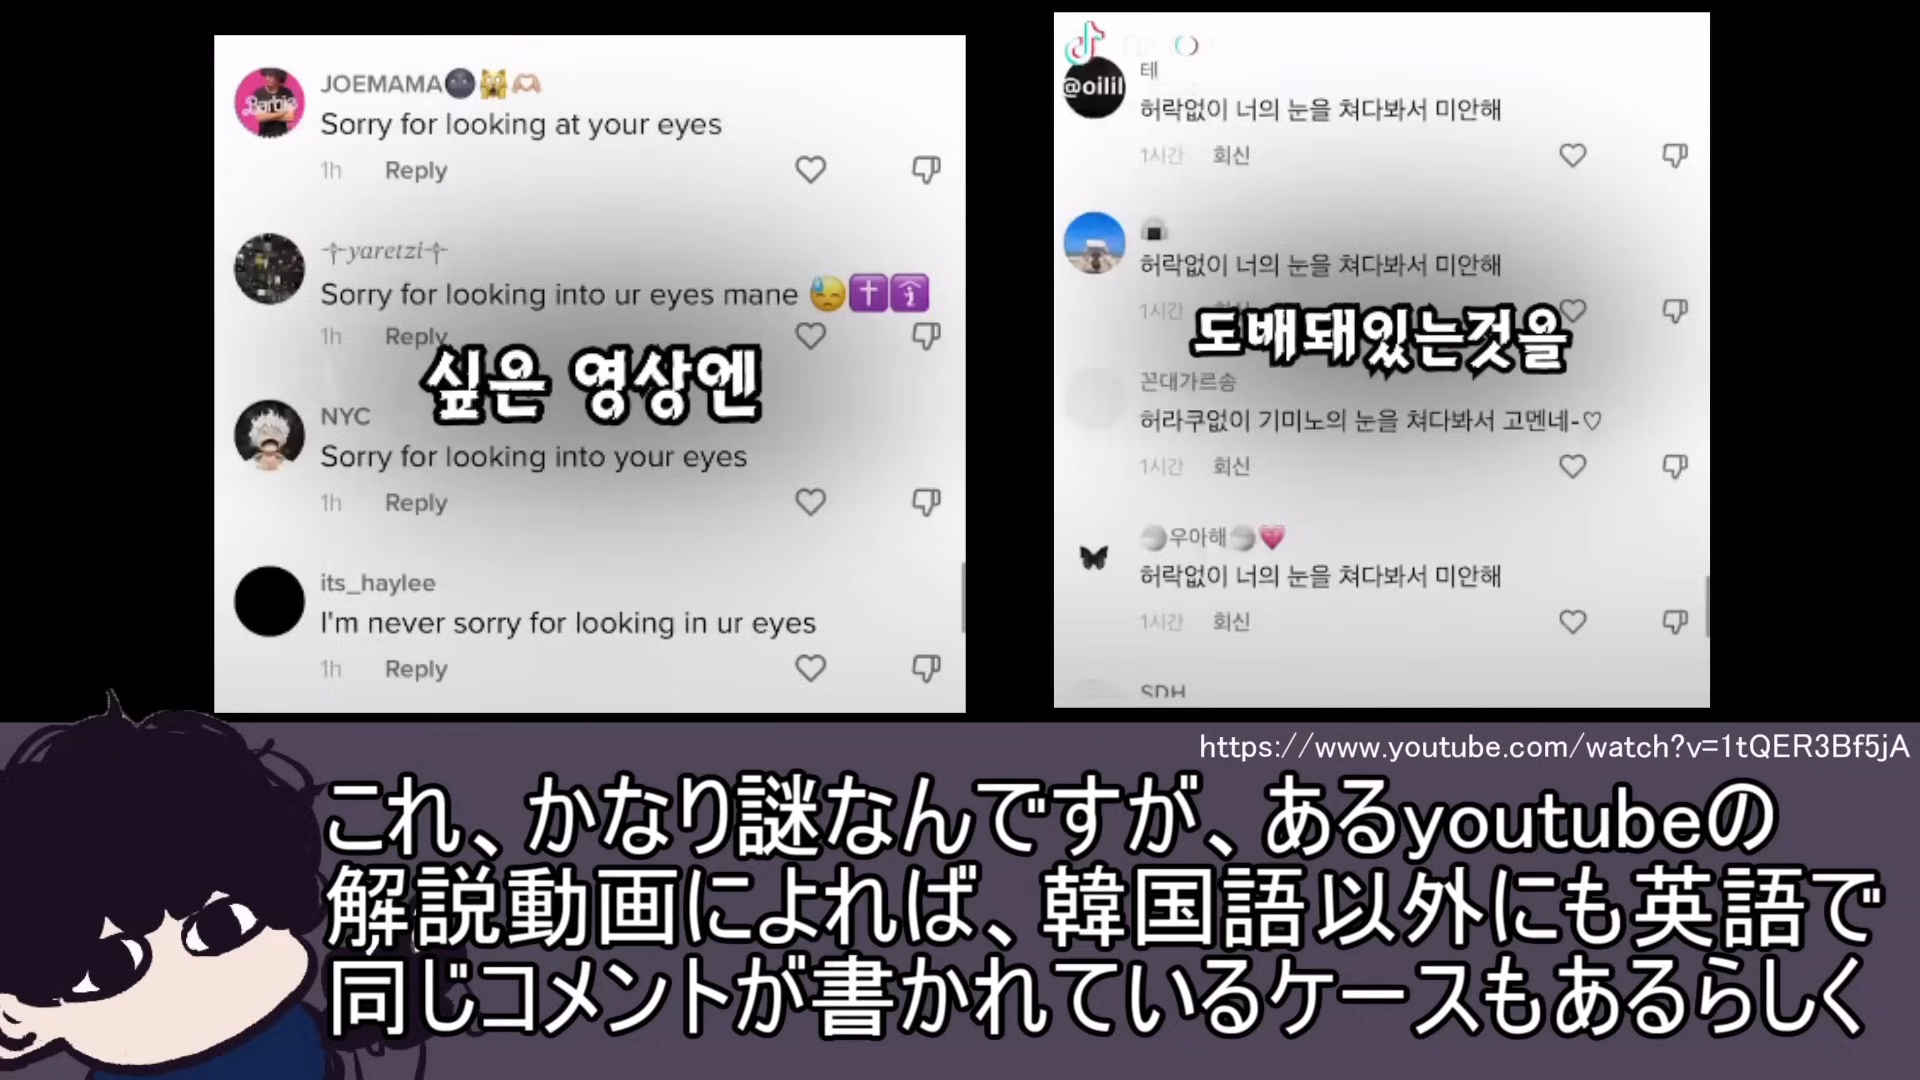 JOEMAMA🌚🙀🫶🏼
Sorry for looking at your eyes
1h Reply
⸸yaretzi⸸
Sorry for looking into ur eyes mane 😓✝️🛐
1h Reply
싶은 영상엔
NYC
Sorry for looking into your eyes
1h Reply
its_haylee
I'm never sorry for looking in ur eyes
1h Reply
Barbie
@oilil
테
허락없이 너의 눈을 쳐다봐서 미안해
1시간 회신
🍙
허락없이 너의 눈을 쳐다봐서 미안해
1시간 회신
도배돼있는것을
꼰대가르송
허라쿠없이 기미노의 눈을 쳐다봐서 고멘네-♡
1시간 회신
우아해💗
허락없이 너의 눈을 쳐다봐서 미안해
1시간 회신
SDH
https://www.youtube.com/watch?v=1tQER3Bf5jA
これ、かなり謎なんですが、あるyoutubeの
解説動画によれば、韓国語以外にも英語で
同じコメントが書かれているケースもあるらしく